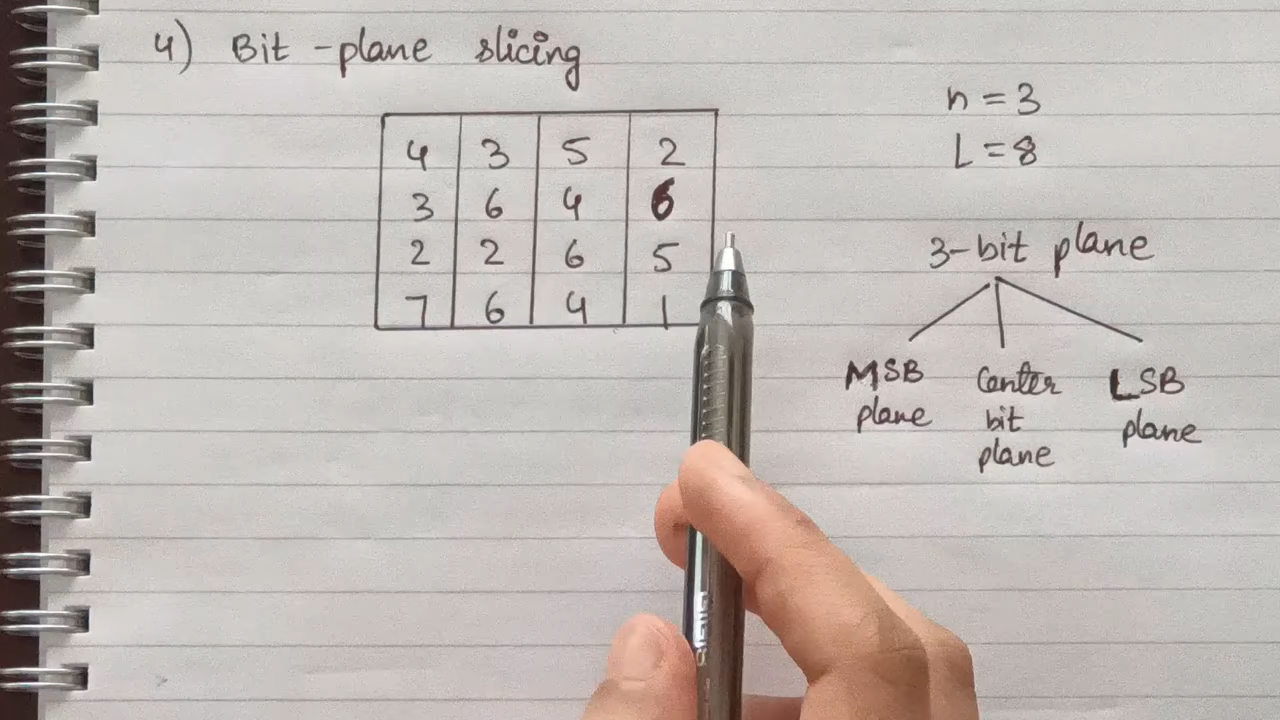 4) Bit-plane slicing
n = 3
L = 8
4 3 5 2
3 6 4 6
2 2 6 5
7 6 4 1
3-bit plane
MSB plane
Center bit plane
LSB plane